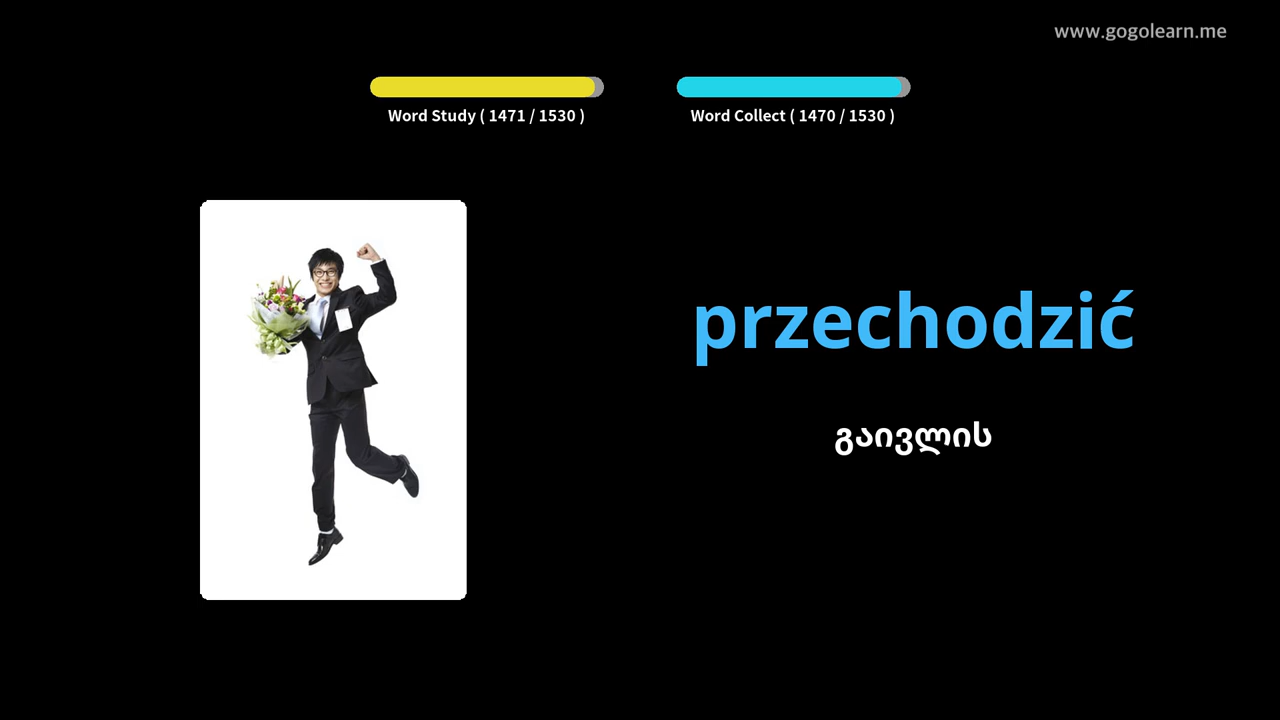 www.gogolearn.me
Word Study ( 1471 / 1530 )
Word Collect ( 1470 / 1530 )
przechodzić
გაივლის